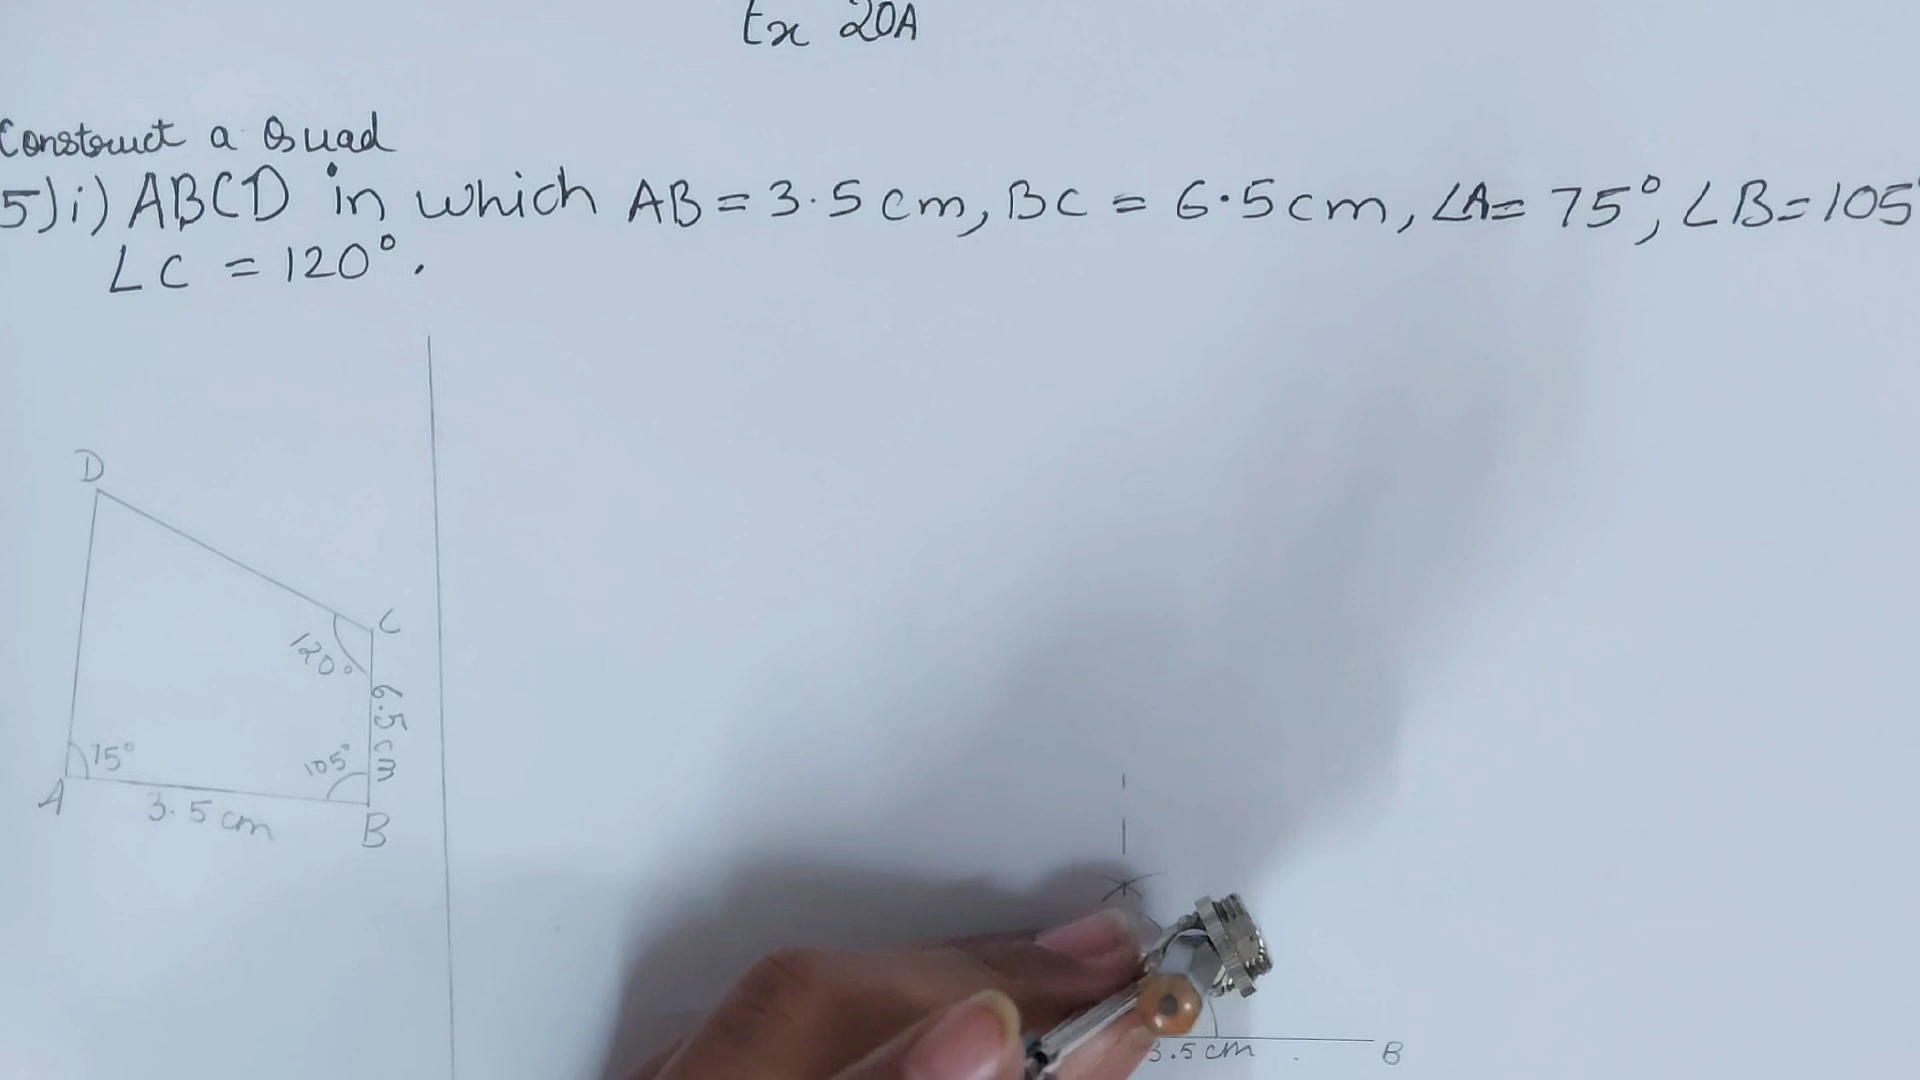 Ex 20A
Construct a Quad
5)i) ABCD in which AB = 3.5 cm, BC = 6.5 cm, ∠A = 75°, ∠B = 105°
∠C = 120°.
D
C
120°
6.5 cm
75°
105°
A
3.5 cm
B
3.5 cm
B